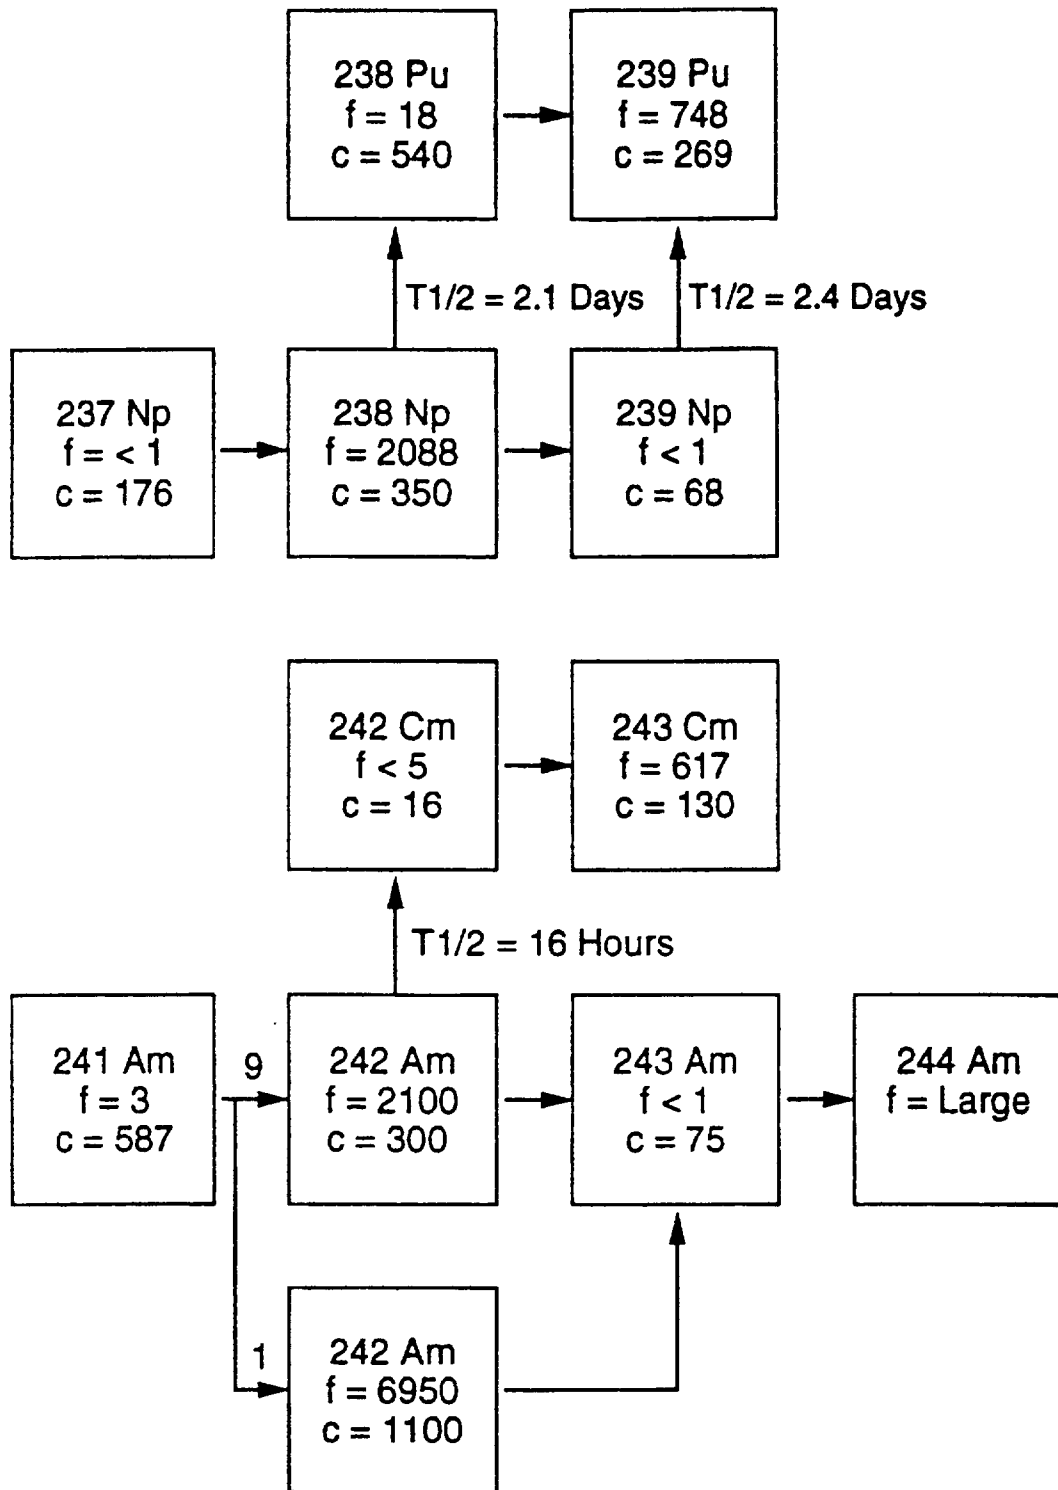 238 Pu
f = 18
c = 540
239 Pu
f = 748
c = 269
T1/2 = 2.1 Days
T1/2 = 2.4 Days
237 Np
f = < 1
c = 176
238 Np
f = 2088
c = 350
239 Np
f < 1
c = 68
242 Cm
f < 5
c = 16
243 Cm
f = 617
c = 130
T1/2 = 16 Hours
241 Am
f = 3
c = 587
9
242 Am
f = 2100
c = 300
243 Am
f < 1
c = 75
244 Am
f = Large
1
242 Am
f = 6950
c = 1100